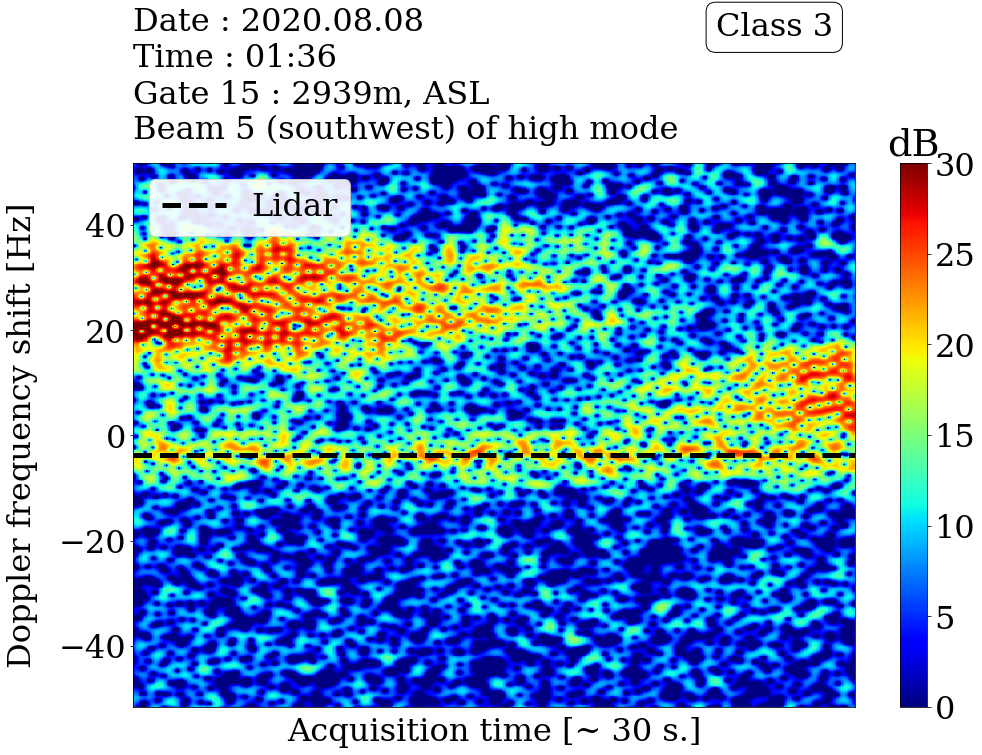 Date : 2020.08.08
Time : 01:36
Gate 15 : 2939m, ASL
Beam 5 (southwest) of high mode
Class 3
dB
Lidar
Doppler frequency shift [Hz]
40
20
0
−20
−40
30
25
20
15
10
5
0
Acquisition time [~ 30 s.]